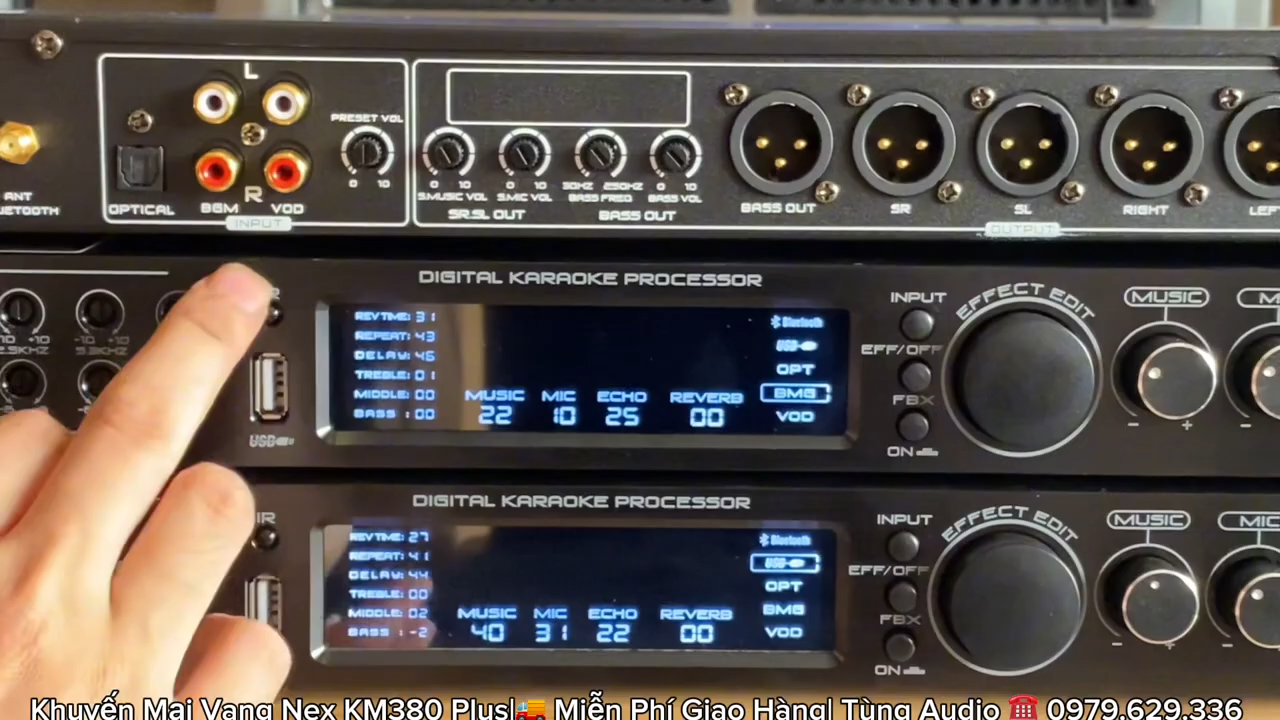 L
PRESET VOL
0 10
0 10
0 10
30HZ 250HZ
0 10
S.MUSIC VOL
S.MIC VOL
BASS FREQ
BASS VOL
ANT
OPTICAL
BGM
R
VOD
INPUT
SR.SL OUT
BASS OUT
BASS OUT
SR
SL
RIGHT
OUTPUT
DIGITAL KARAOKE PROCESSOR
-10 +10
REVTIME: 31
REPEAT: 43
DELAY: 45
TREBLE: 01
MIDDLE: 00
BASS : 00
MUSIC MIC ECHO REVERB
22 10 25 00
Bluetooth
USB
OPT
BMG
VOD
USB
INPUT
EFF/OFF
FBX
ON
EFFECT EDIT
MUSIC
- +
DIGITAL KARAOKE PROCESSOR
IR
REVTIME: 27
REPEAT: 41
DELAY: 44
TREBLE: 00
MIDDLE: 02
BASS : -2
MUSIC MIC ECHO REVERB
40 31 22 00
Bluetooth
USB
OPT
BMG
VOD
INPUT
EFF/OFF
FBX
ON
EFFECT EDIT
MUSIC
- +
MIC
Khuyến Mại Vang Nex KM380 Plus|🚚 Miễn Phí Giao Hàng| Tùng Audio ☎️ 0979.629.336